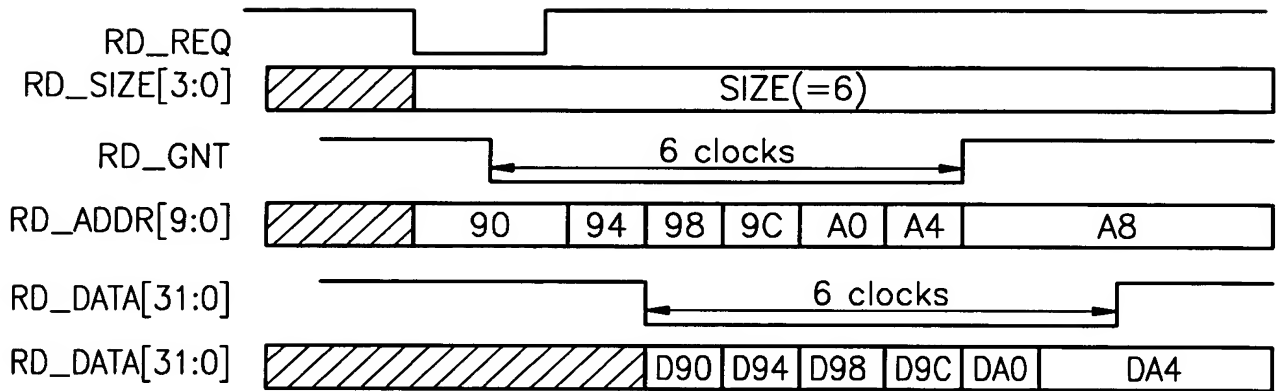 RD_REQ
RD_SIZE[3:0] SIZE(=6)
RD_GNT 6 clocks
RD_ADDR[9:0] 90 94 98 9C A0 A4 A8
RD_DATA[31:0] 6 clocks
RD_DATA[31:0] D90 D94 D98 D9C DA0 DA4